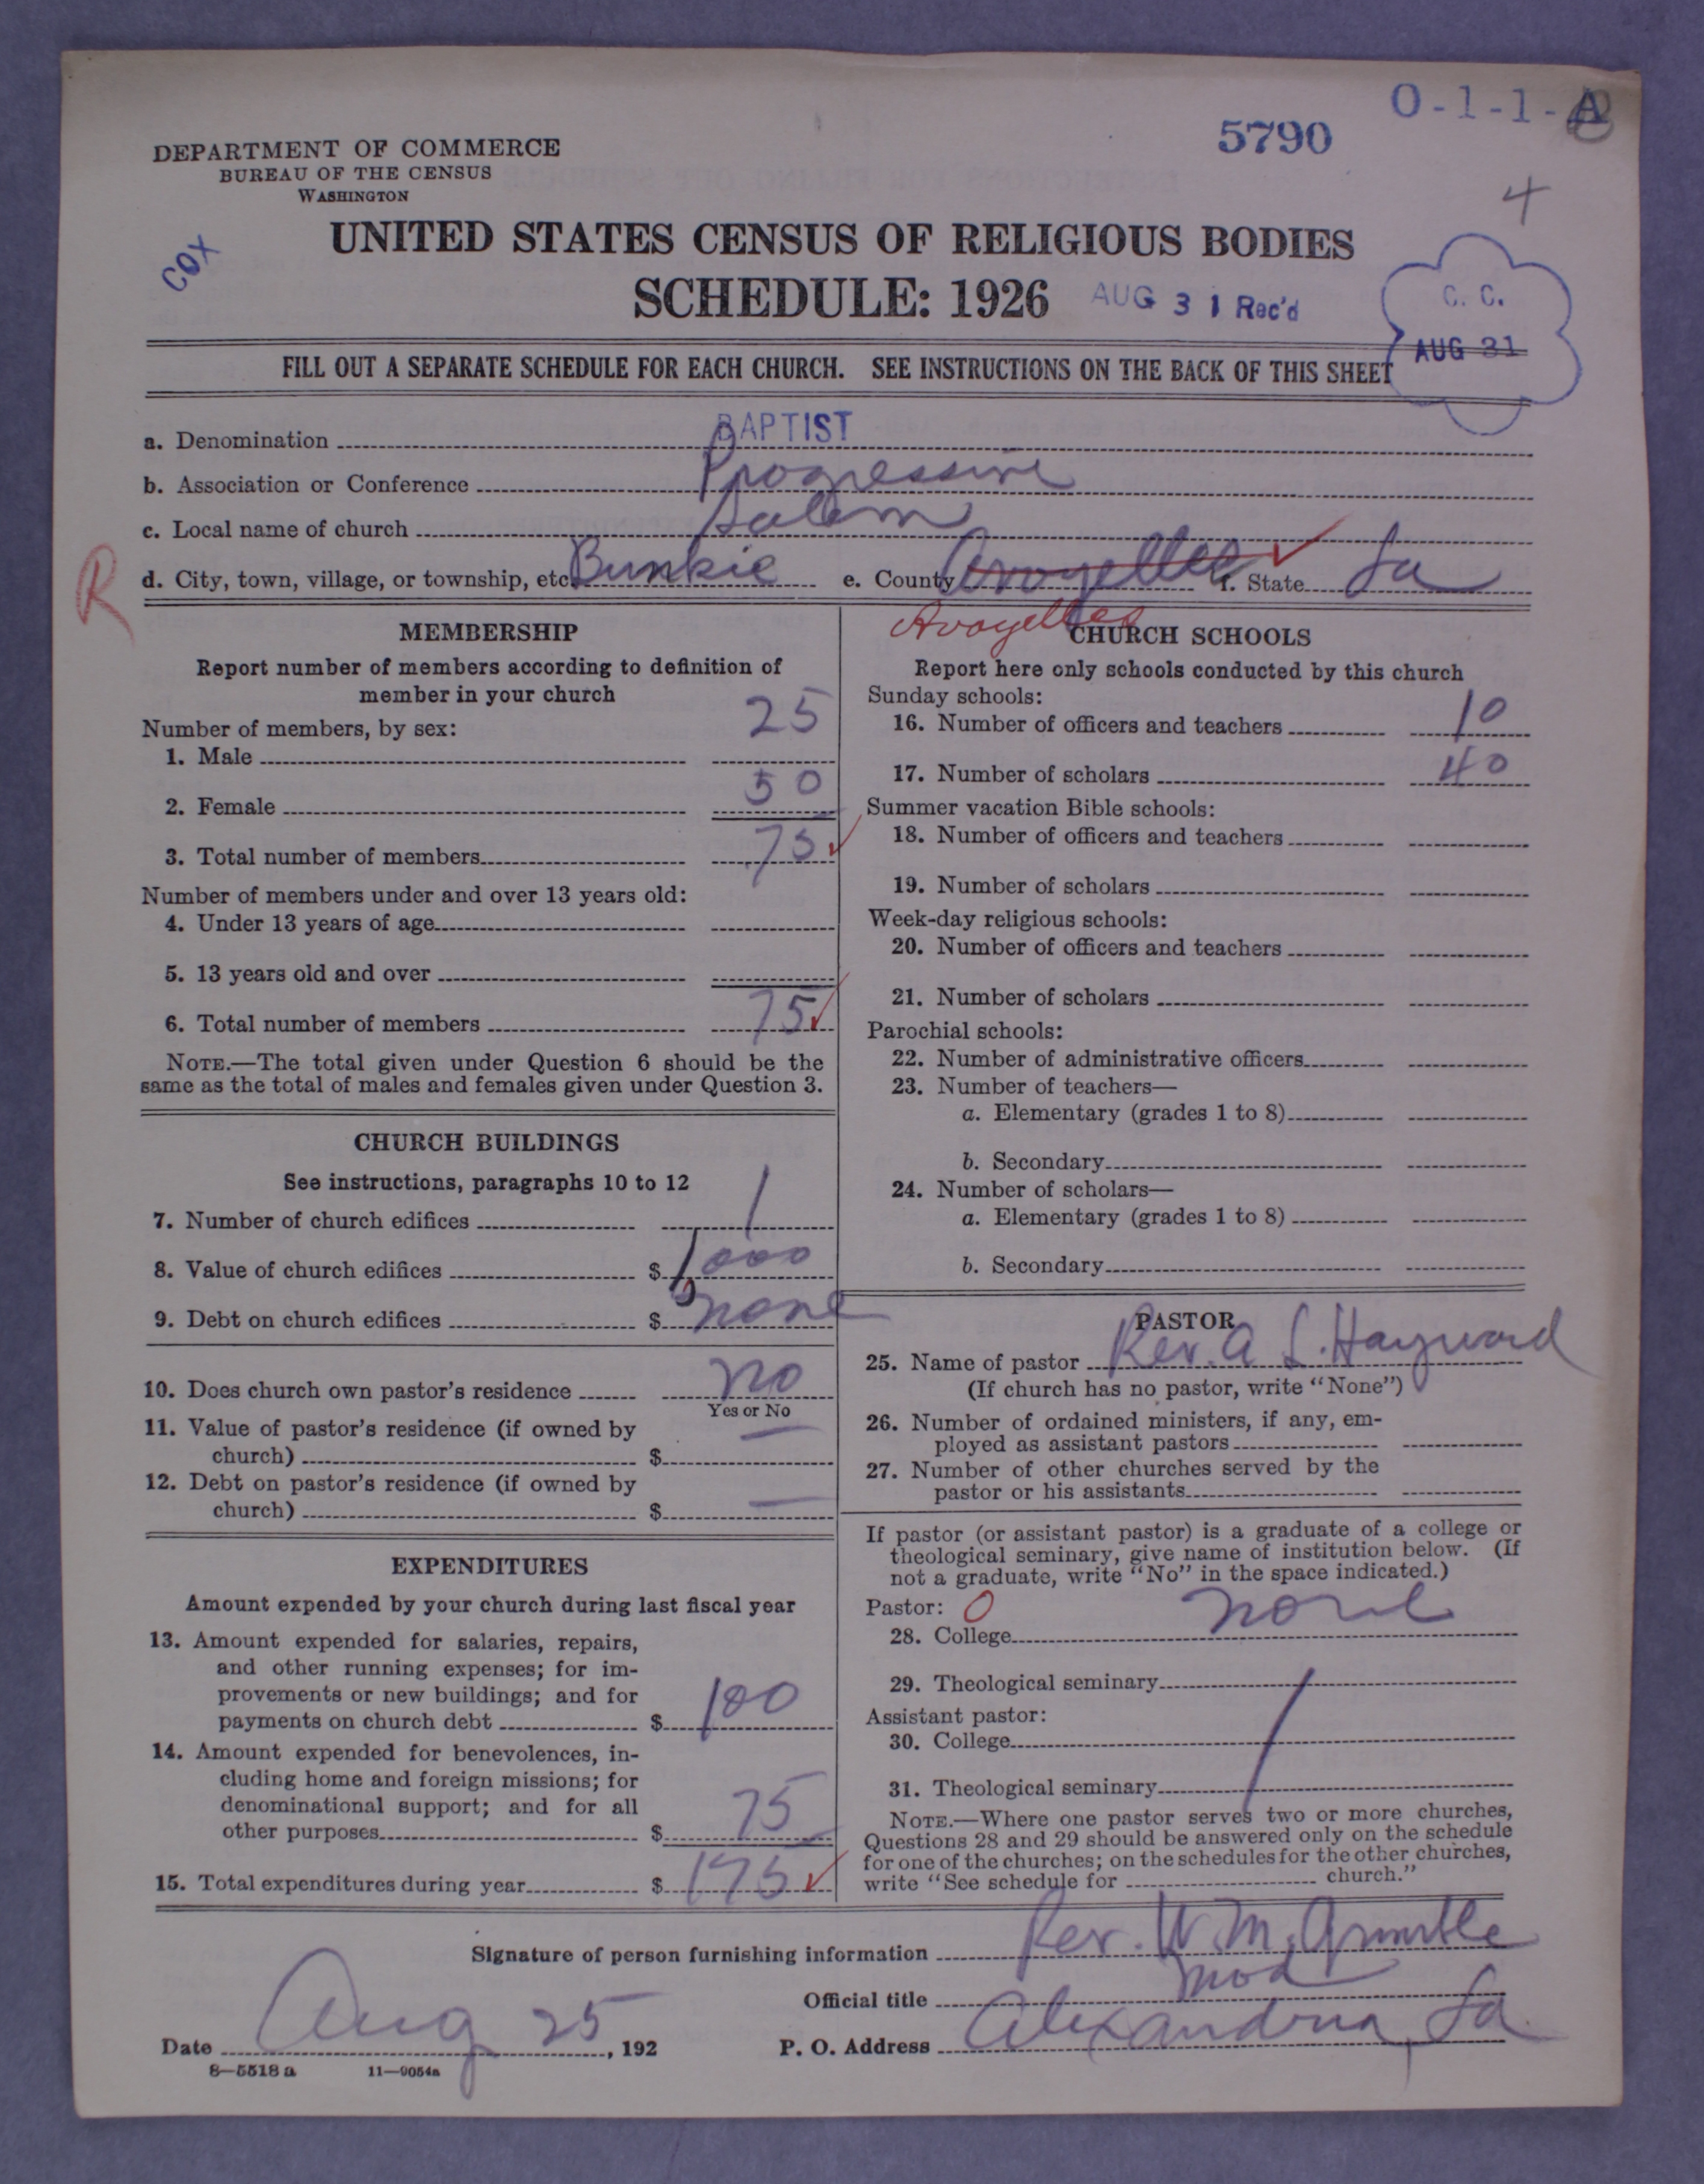 O-1-1-
5790
DEPARTMENT OF COMMERCE
BUREAU OF THE CENSUS
WASHINGTON
4
COX
UNITED STATES CENSUS OF RELIGIOUS BODIES
SCHEDULE: 1926 AUG 31 Rec'd
C. C.
AUG 31
FILL OUT A SEPARATE SCHEDULE FOR EACH CHURCH. SEE INSTRUCTIONS ON THE BACK OF THIS SHEET
a. Denomination BAPTIST
b. Association or Conference Progressive
c. Local name of church Salem
R
d. City, town, village, or township, etc. Bunkie e. County Avoyelles f. State La
Avoyelles
MEMBERSHIP
Report number of members according to definition of
member in your church
Number of members, by sex:
1. Male 25
2. Female 50
3. Total number of members 75
Number of members under and over 13 years old:
4. Under 13 years of age
5. 13 years old and over
6. Total number of members 75
NOTE.—The total given under Question 6 should be the
same as the total of males and females given under Question 3.
CHURCH BUILDINGS
See instructions, paragraphs 10 to 12
7. Number of church edifices 1
8. Value of church edifices $ 1000
9. Debt on church edifices $ none
10. Does church own pastor's residence no
Yes or No
11. Value of pastor's residence (if owned by
church) $ —
12. Debt on pastor's residence (if owned by
church) $ —
EXPENDITURES
Amount expended by your church during last fiscal year
13. Amount expended for salaries, repairs,
and other running expenses; for im-
provements or new buildings; and for
payments on church debt $ 100
14. Amount expended for benevolences, in-
cluding home and foreign missions; for
denominational support; and for all
other purposes $ 75
15. Total expenditures during year $ 175
CHURCH SCHOOLS
Report here only schools conducted by this church
Sunday schools:
16. Number of officers and teachers 10
17. Number of scholars 40
Summer vacation Bible schools:
18. Number of officers and teachers
19. Number of scholars
Week-day religious schools:
20. Number of officers and teachers
21. Number of scholars
Parochial schools:
22. Number of administrative officers
23. Number of teachers—
a. Elementary (grades 1 to 8)
b. Secondary
24. Number of scholars—
a. Elementary (grades 1 to 8)
b. Secondary
PASTOR
25. Name of pastor Rev. A L. Hayward
(If church has no pastor, write "None")
26. Number of ordained ministers, if any, em-
ployed as assistant pastors
27. Number of other churches served by the
pastor or his assistants
If pastor (or assistant pastor) is a graduate of a college or
theological seminary, give name of institution below. (If
not a graduate, write "No" in the space indicated.)
Pastor: 0
28. College none
29. Theological seminary
Assistant pastor:
30. College
31. Theological seminary
NOTE.—Where one pastor serves two or more churches,
Questions 28 and 29 should be answered only on the schedule
for one of the churches; on the schedules for the other churches,
write "See schedule for church."
Signature of person furnishing information Rev. W. M.
Official title Mod
Date Aug 25, 192 P. O. Address Alexandria, La
8—5518 a 11—9054a